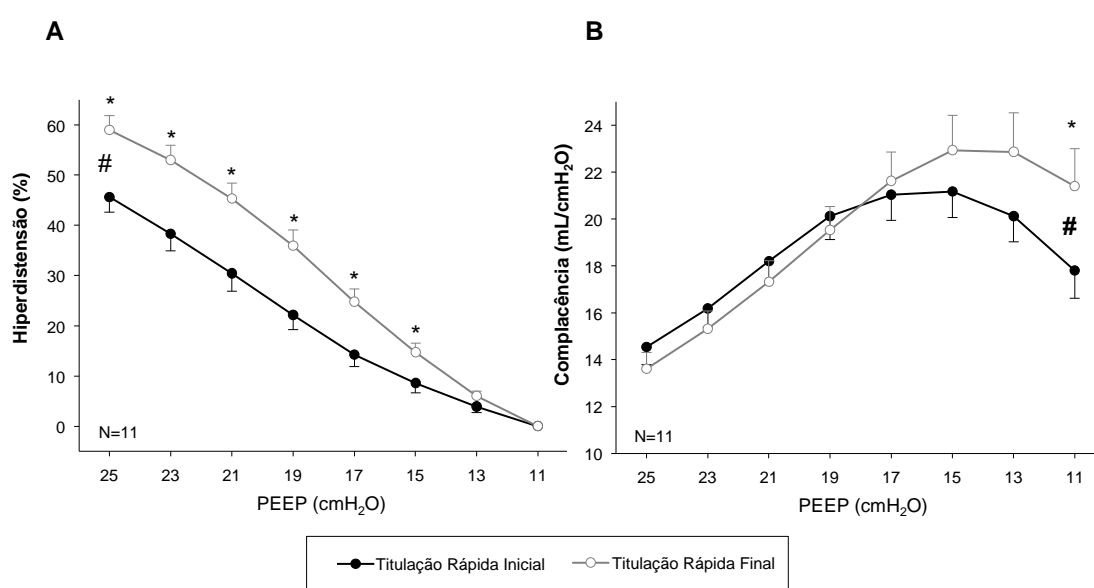 A
B
Hiperdistensão (%)
60
50
40
30
20
10
0
*
#
*
*
*
*
*
N=11
25 23 21 19 17 15 13 11
PEEP (cmH₂O)
Complacência (mL/cmH₂O)
24
22
20
18
16
14
12
10
*
#
N=11
25 23 21 19 17 15 13 11
PEEP (cmH₂O)
Titulação Rápida Inicial Titulação Rápida Final